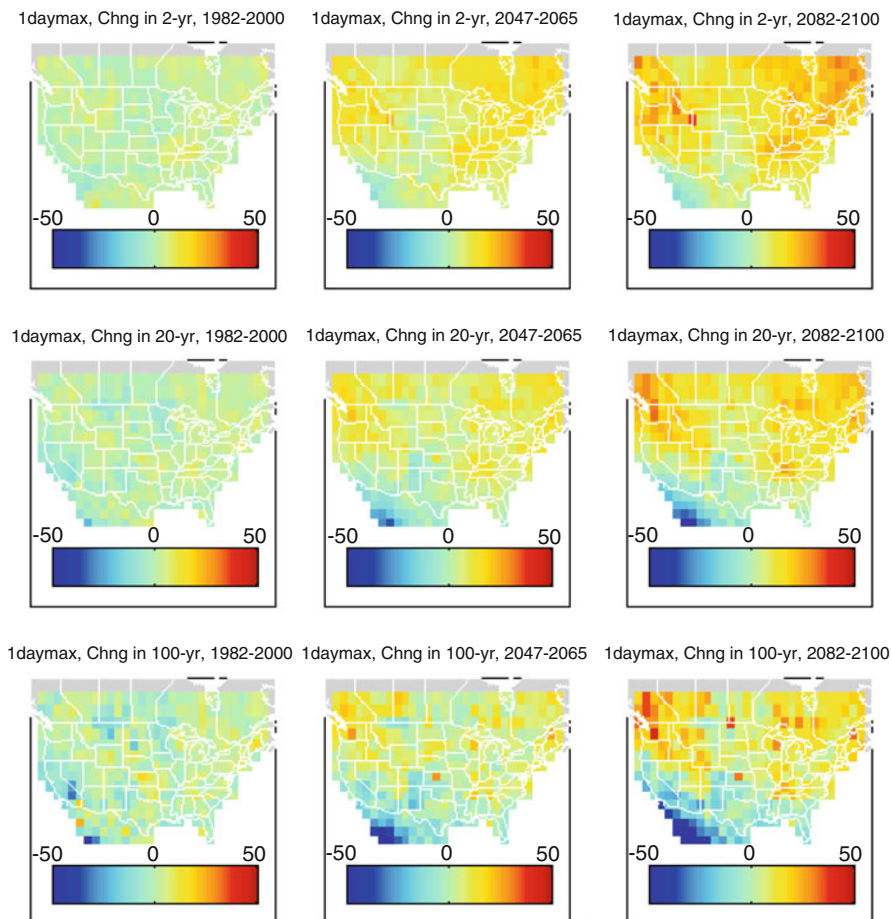 1daymax, Chng in 2-yr, 1982-2000
1daymax, Chng in 2-yr, 2047-2065
1daymax, Chng in 2-yr, 2082-2100
-50 0 50
-50 0 50
-50 0 50
1daymax, Chng in 20-yr, 1982-2000
1daymax, Chng in 20-yr, 2047-2065
1daymax, Chng in 20-yr, 2082-2100
-50 0 50
-50 0 50
-50 0 50
1daymax, Chng in 100-yr, 1982-2000
1daymax, Chng in 100-yr, 2047-2065
1daymax, Chng in 100-yr, 2082-2100
-50 0 50
-50 0 50
-50 0 50